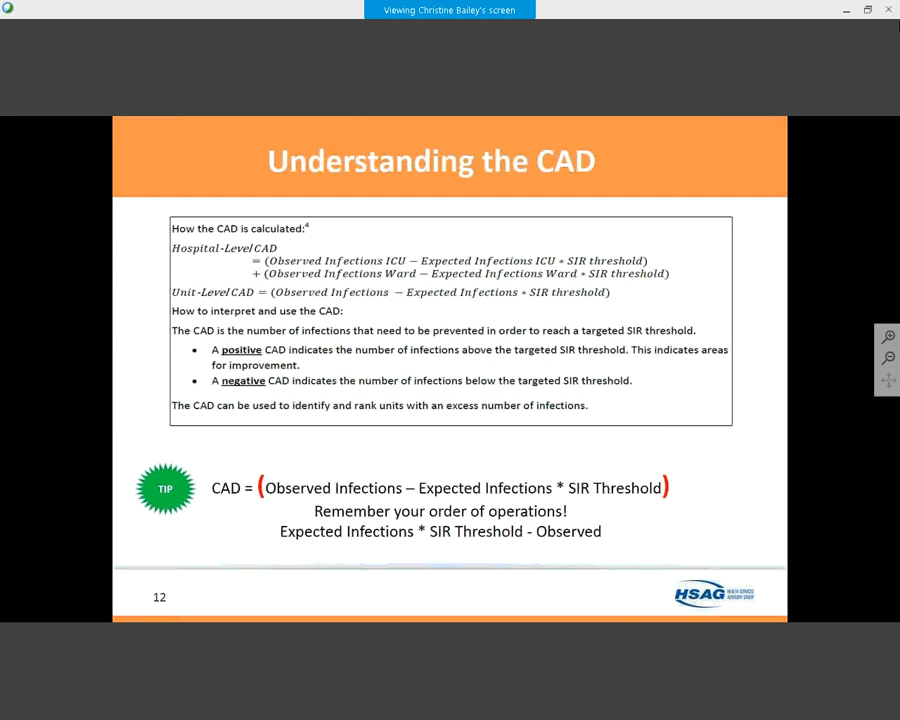 Viewing Christine Bailey's screen
Understanding the CAD
How the CAD is calculated:4
Hospital-Level CAD
= (Observed Infections ICU − Expected Infections ICU * SIR threshold)
+ (Observed Infections Ward − Expected Infections Ward * SIR threshold)
Unit-Level CAD = (Observed Infections − Expected Infections * SIR threshold)
How to interpret and use the CAD:
The CAD is the number of infections that need to be prevented in order to reach a targeted SIR threshold.
• A positive CAD indicates the number of infections above the targeted SIR threshold. This indicates areas
for improvement.
• A negative CAD indicates the number of infections below the targeted SIR threshold.
The CAD can be used to identify and rank units with an excess number of infections.
TIP
CAD = (Observed Infections – Expected Infections * SIR Threshold)
Remember your order of operations!
Expected Infections * SIR Threshold - Observed
12
HSAG HEALTH SERVICES
ADVISORY GROUP